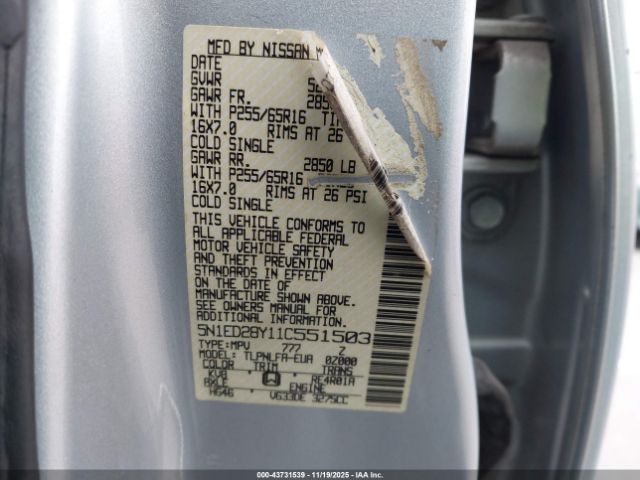 MFD BY NISSAN
DATE
GVWR
GAWR FR. 2850
WITH P255/65R16
16X7.0 RIMS AT 26
COLD SINGLE
GAWR RR. 2850 LB
WITH P255/65R16
16X7.0 RIMS AT 26 PSI
COLD SINGLE
THIS VEHICLE CONFORMS TO
ALL APPLICABLE FEDERAL
MOTOR VEHICLE SAFETY
AND THEFT PREVENTION
STANDARDS IN EFFECT
ON THE DATE OF
MANUFACTURE SHOWN ABOVE.
SEE OWNERS MANUAL FOR
ADDITIONAL INFORMATION.
5N1ED28Y11C551503
TYPE: MPV 777 Z
MODEL: TLPNLFA-EUA 0Z000
COLOR TRIM TRANS
KV8 RE4R01A
AXLE ENGINE
HG46 VG33DE 3275CC
000-43731539 - 11/19/2025 - IAA